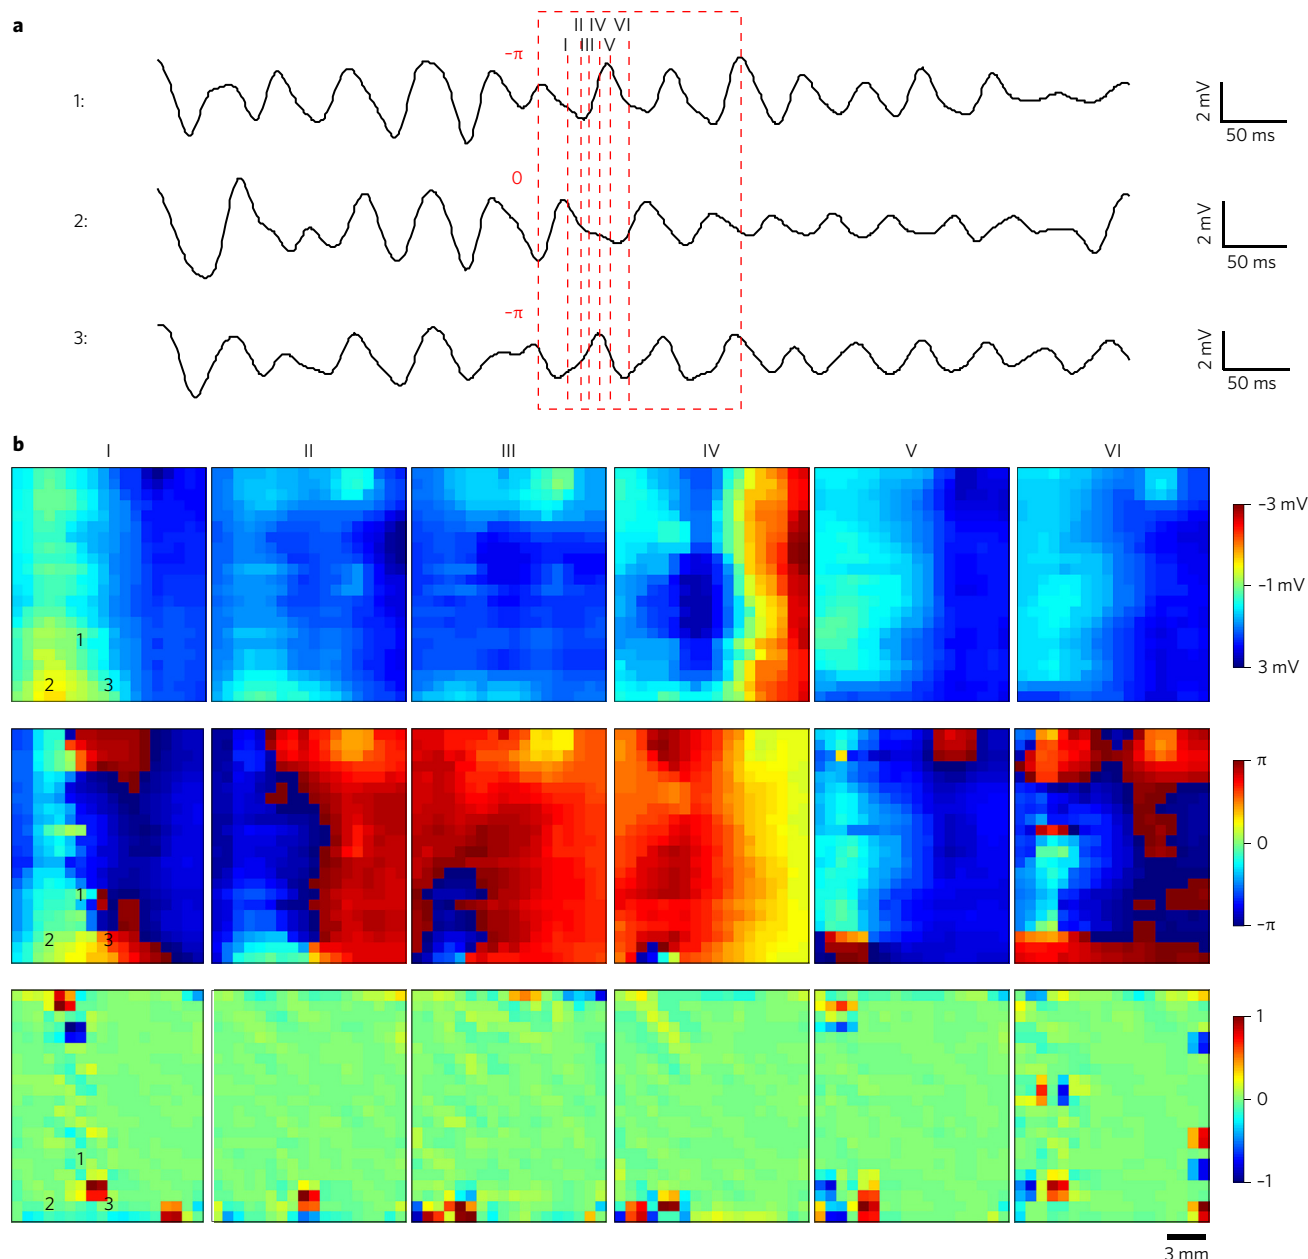 a
II IV VI
I III V
–π
1:
2 mV
50 ms
0
2:
2 mV
50 ms
–π
3:
2 mV
50 ms
b
I II III IV V VI
1
2 3
–3 mV
–1 mV
3 mV
1
2 3
π
0
–π
1
2 3
1
0
–1
3 mm